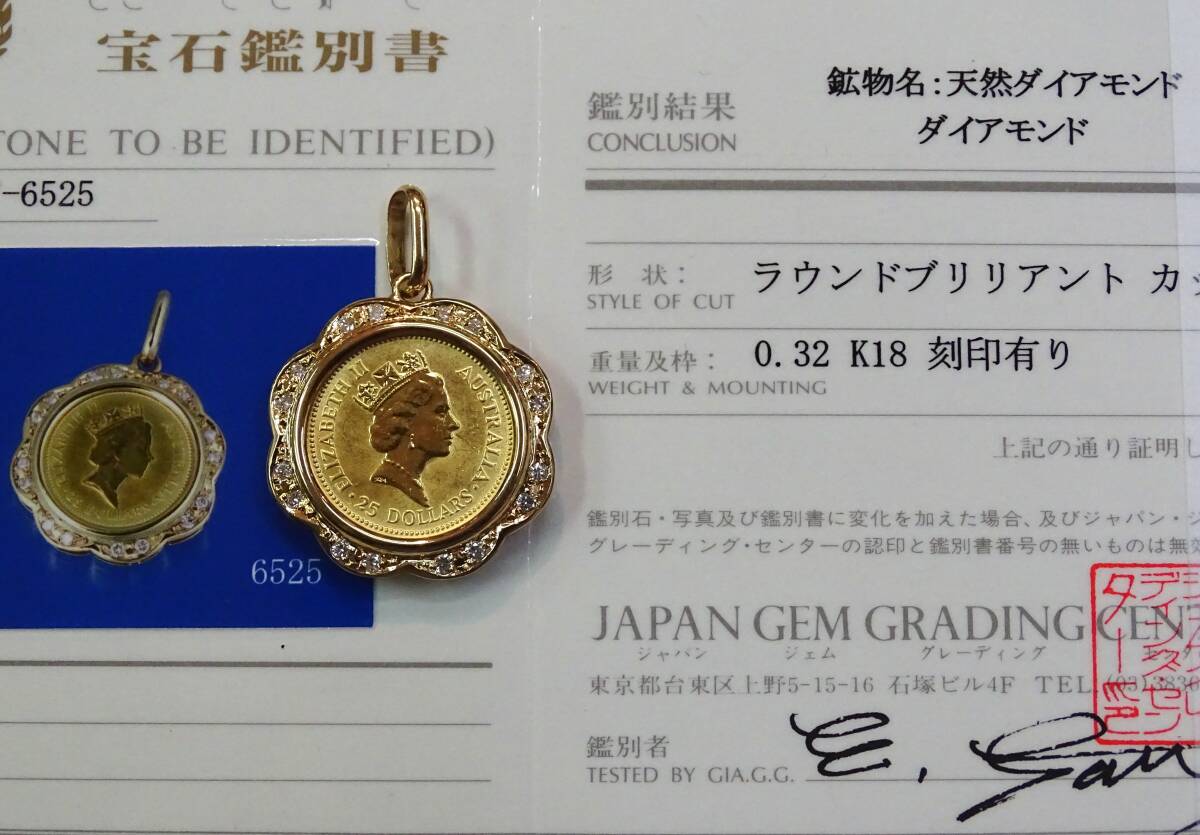 宝石鑑別書
TONE TO BE IDENTIFIED)
-6525
6525
ELIZABETH II
AUSTRALIA
25 DOLLARS
鑑別結果
CONCLUSION
鉱物名：天然ダイアモンド
ダイアモンド
形 状：
STYLE OF CUT
ラウンドブリリアント カ
重量及枠：
WEIGHT & MOUNTING
0.32 K18 刻印有り
上記の通り証明し
鑑別石・写真及び鑑別書に変化を加えた場合、及びジャパン・
グレーディング・センターの認印と鑑別書番号の無いものは無効
JAPAN GEM GRADING CENT
ジャパン ジェム グレーディング
東京都台東区上野5-15-16 石塚ビル4F TEL (03)383
鑑別者
TESTED BY GIA.G.G.